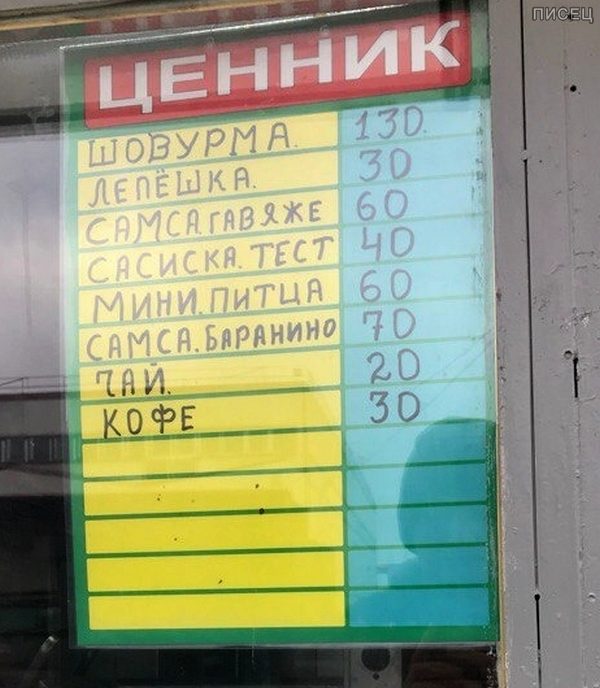 ПИСЕЦ
ЦЕННИК
ШОВУРМА. 130.
ЛЕПЁШКА. 30
САМСА.ГАВЯЖЕ 60
САСИСКА. ТЕСТ 40
МИНИ. ПИТЦА 60
САМСА. БАРАНИНО 70
ЧАЙ. 20
КОФЕ 30